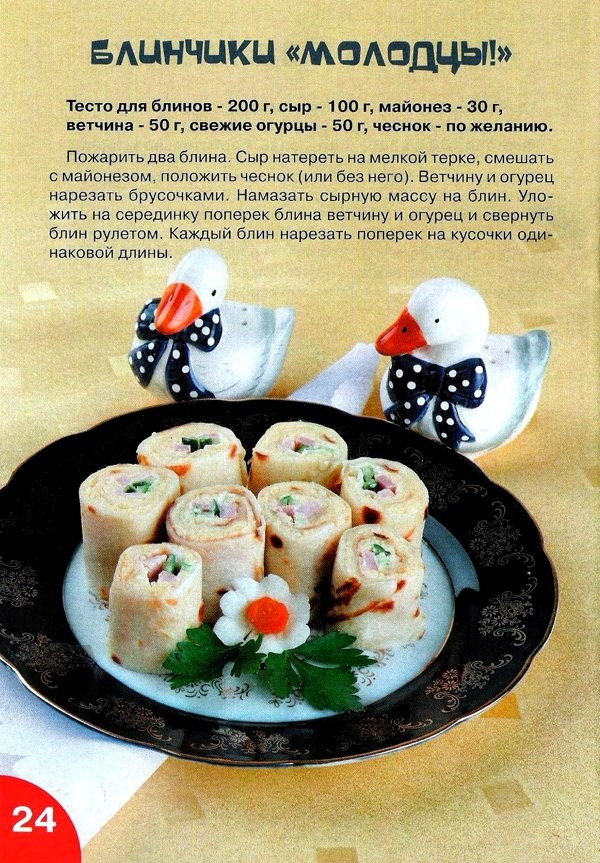 БЛИНЧИКИ «МОЛОДЦЫ!»
Тесто для блинов - 200 г, сыр - 100 г, майонез - 30 г,
ветчина - 50 г, свежие огурцы - 50 г, чеснок - по желанию.
Пожарить два блина. Сыр натереть на мелкой терке, смешать
с майонезом, положить чеснок (или без него). Ветчину и огурец
нарезать брусочками. Намазать сырную массу на блин. Уло-
жить на серединку поперек блина ветчину и огурец и свернуть
блин рулетом. Каждый блин нарезать поперек на кусочки оди-
наковой длины.
24